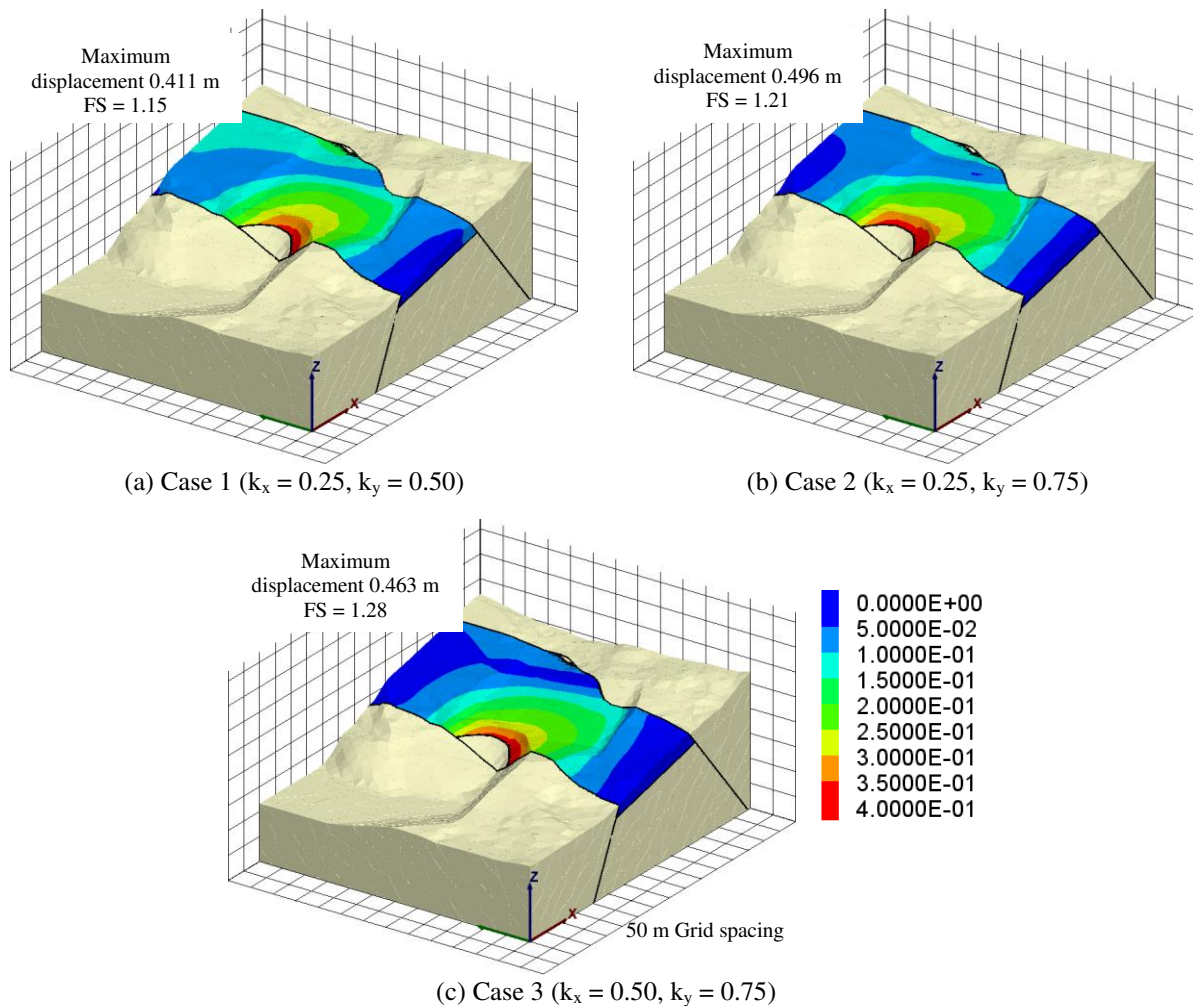 Maximum
displacement 0.411 m
FS = 1.15
Z
X
Maximum
displacement 0.496 m
FS = 1.21
Z
X
(a) Case 1 (kₓ = 0.25, kᵧ = 0.50)
(b) Case 2 (kₓ = 0.25, kᵧ = 0.75)
Maximum
displacement 0.463 m
FS = 1.28
Z
X
0.0000E+00
5.0000E-02
1.0000E-01
1.5000E-01
2.0000E-01
2.5000E-01
3.0000E-01
3.5000E-01
4.0000E-01
50 m Grid spacing
(c) Case 3 (kₓ = 0.50, kᵧ = 0.75)